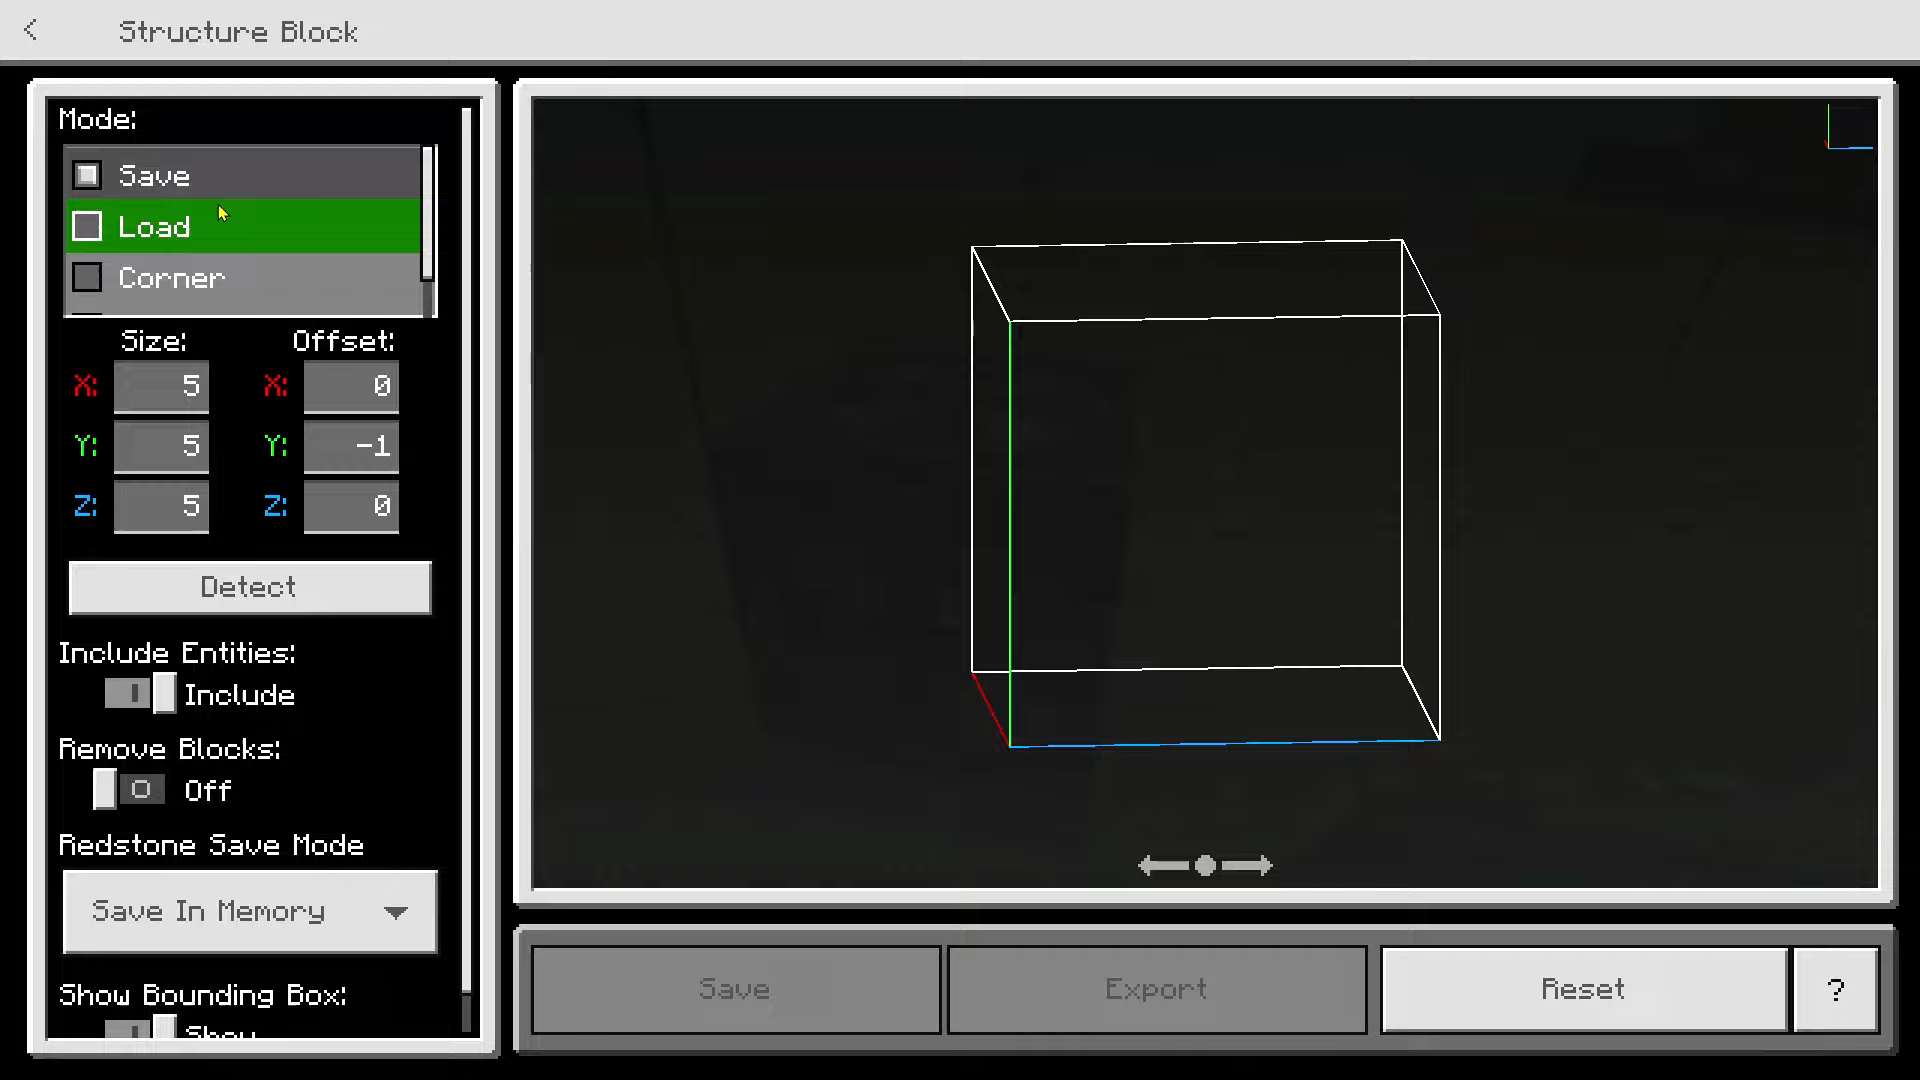 Structure Block
Mode:
Save
Load
Corner
Size: Offset:
X: 5 X: 0
Y: 5 Y: -1
Z: 5 Z: 0
Detect
Include Entities:
Include
Remove Blocks:
Off
Redstone Save Mode
Save In Memory
Show Bounding Box:
Show
Save Export Reset ?